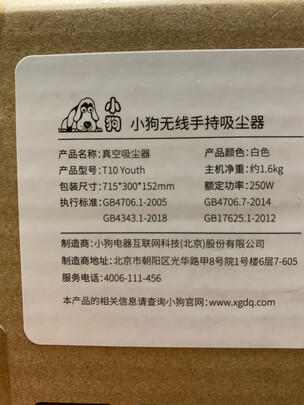 小狗
小狗无线手持吸尘器
产品名称:真空吸尘器 产品颜色:白色
产品型号:T10 Youth 主机净重:约1.6kg
包装尺寸:715*300*152mm 额定功率:250W
执行标准:GB4706.1-2005 GB4706.7-2014
GB4343.1-2018 GB17625.1-2012
制造商:小狗电器互联网科技(北京)股份有限公司
制造商地址:北京市朝阳区光华路甲8号院1号楼6层7-605
服务电话:4006-111-456
本产品的相关信息请查询小狗官网:www.xgdq.com